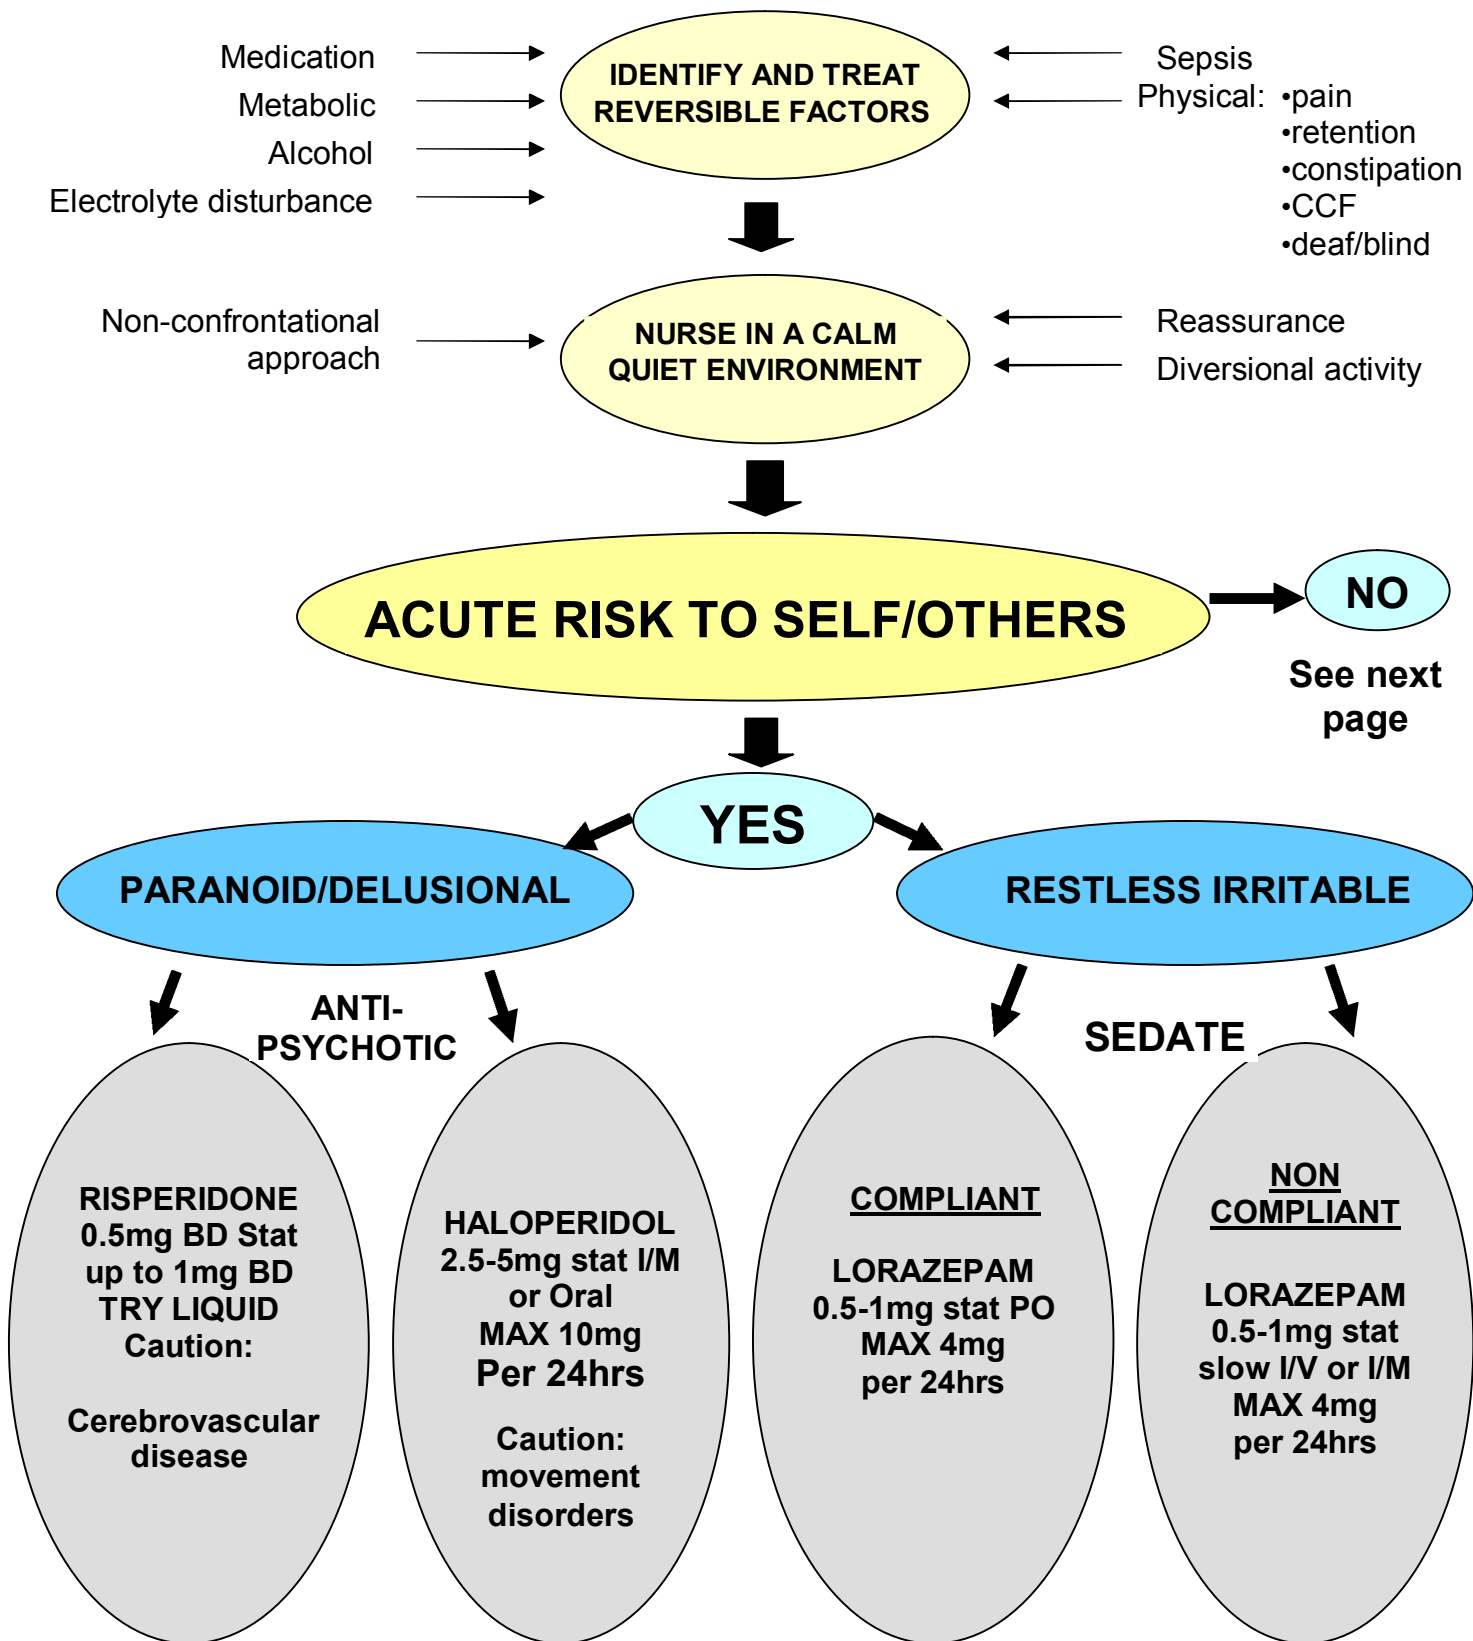 Medication
Metabolic
Alcohol
Electrolyte disturbance
IDENTIFY AND TREAT
REVERSIBLE FACTORS
Sepsis
Physical: •pain
•retention
•constipation
•CCF
•deaf/blind
Non-confrontational
approach
NURSE IN A CALM
QUIET ENVIRONMENT
Reassurance
Diversional activity
ACUTE RISK TO SELF/OTHERS
NO
See next
page
YES
PARANOID/DELUSIONAL
RESTLESS IRRITABLE
ANTI-
PSYCHOTIC
SEDATE
RISPERIDONE
0.5mg BD Stat
up to 1mg BD
TRY LIQUID
Caution:
Cerebrovascular
disease
HALOPERIDOL
2.5-5mg stat I/M
or Oral
MAX 10mg
Per 24hrs
Caution:
movement
disorders
COMPLIANT
LORAZEPAM
0.5-1mg stat PO
MAX 4mg
per 24hrs
NON
COMPLIANT
LORAZEPAM
0.5-1mg stat
slow I/V or I/M
MAX 4mg
per 24hrs